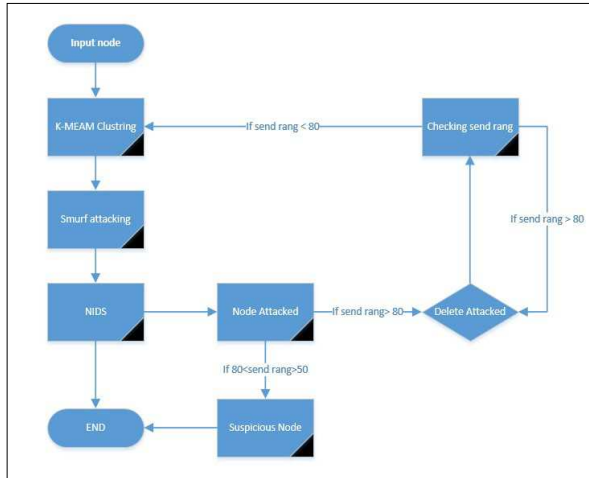 Input node
K-MEAM Clustring
If send rang < 80
Checking send rang
Smurf attacking
If send rang > 80
NIDS
Node Attacked
If send rang> 80
Delete Attacked
If 80<send rang>50
END
Suspicious Node